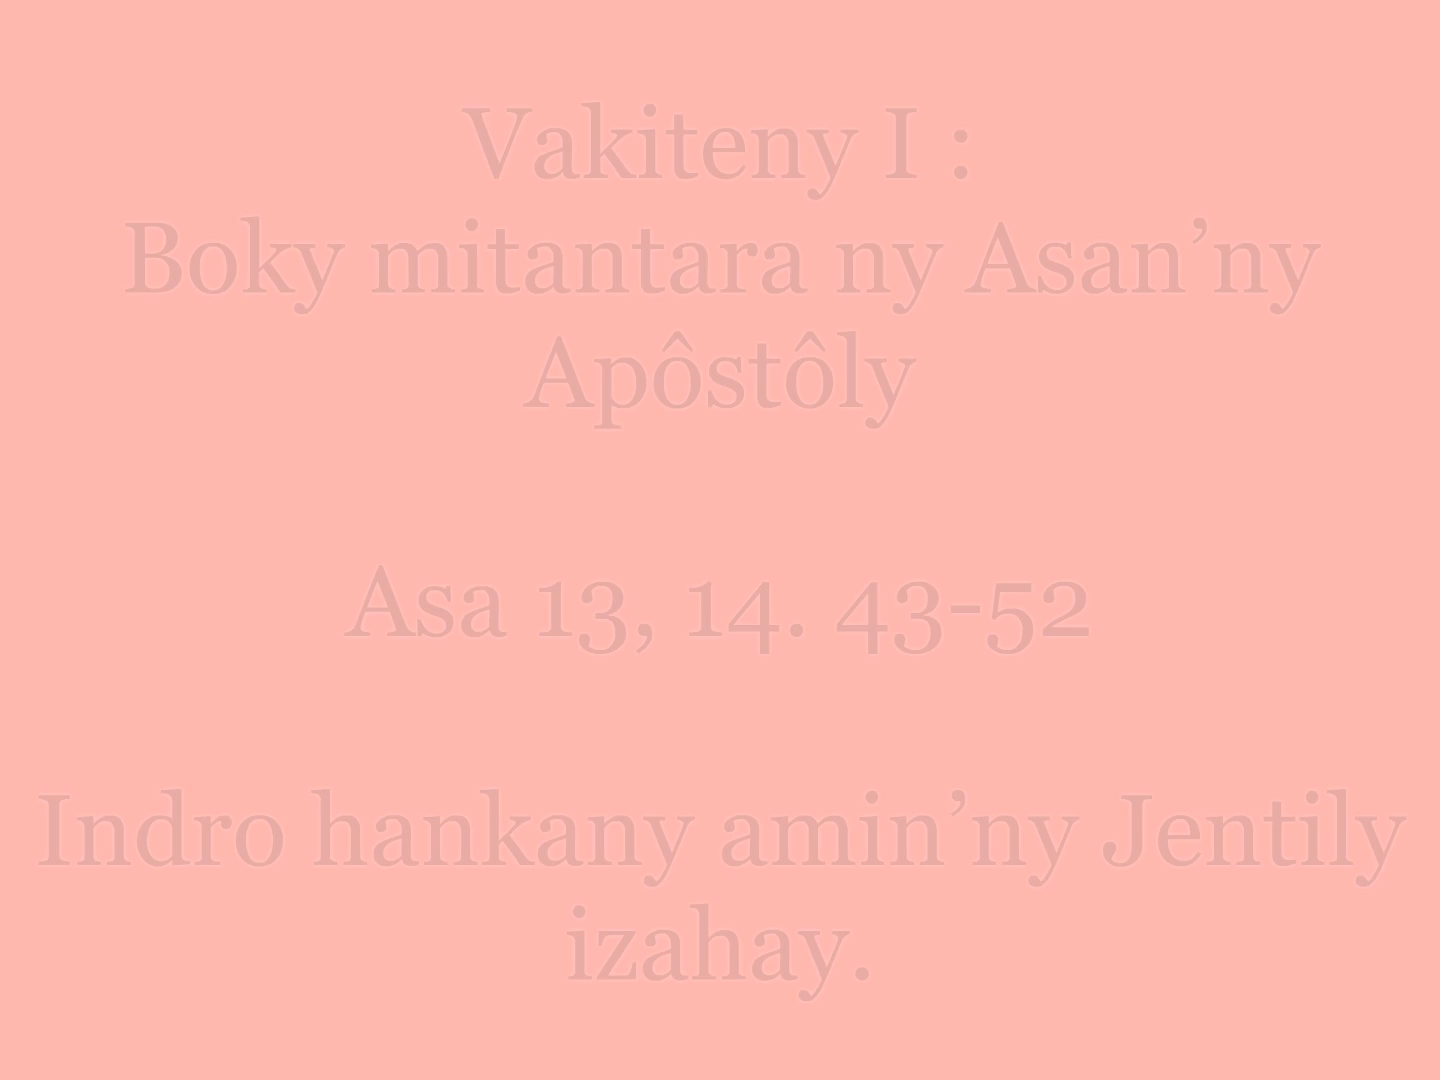 Vakiteny I :
Boky mitantara ny Asan’ny
Apôstôly
Asa 13, 14. 43-52
Indro hankany amin’ny Jentily
izahay.